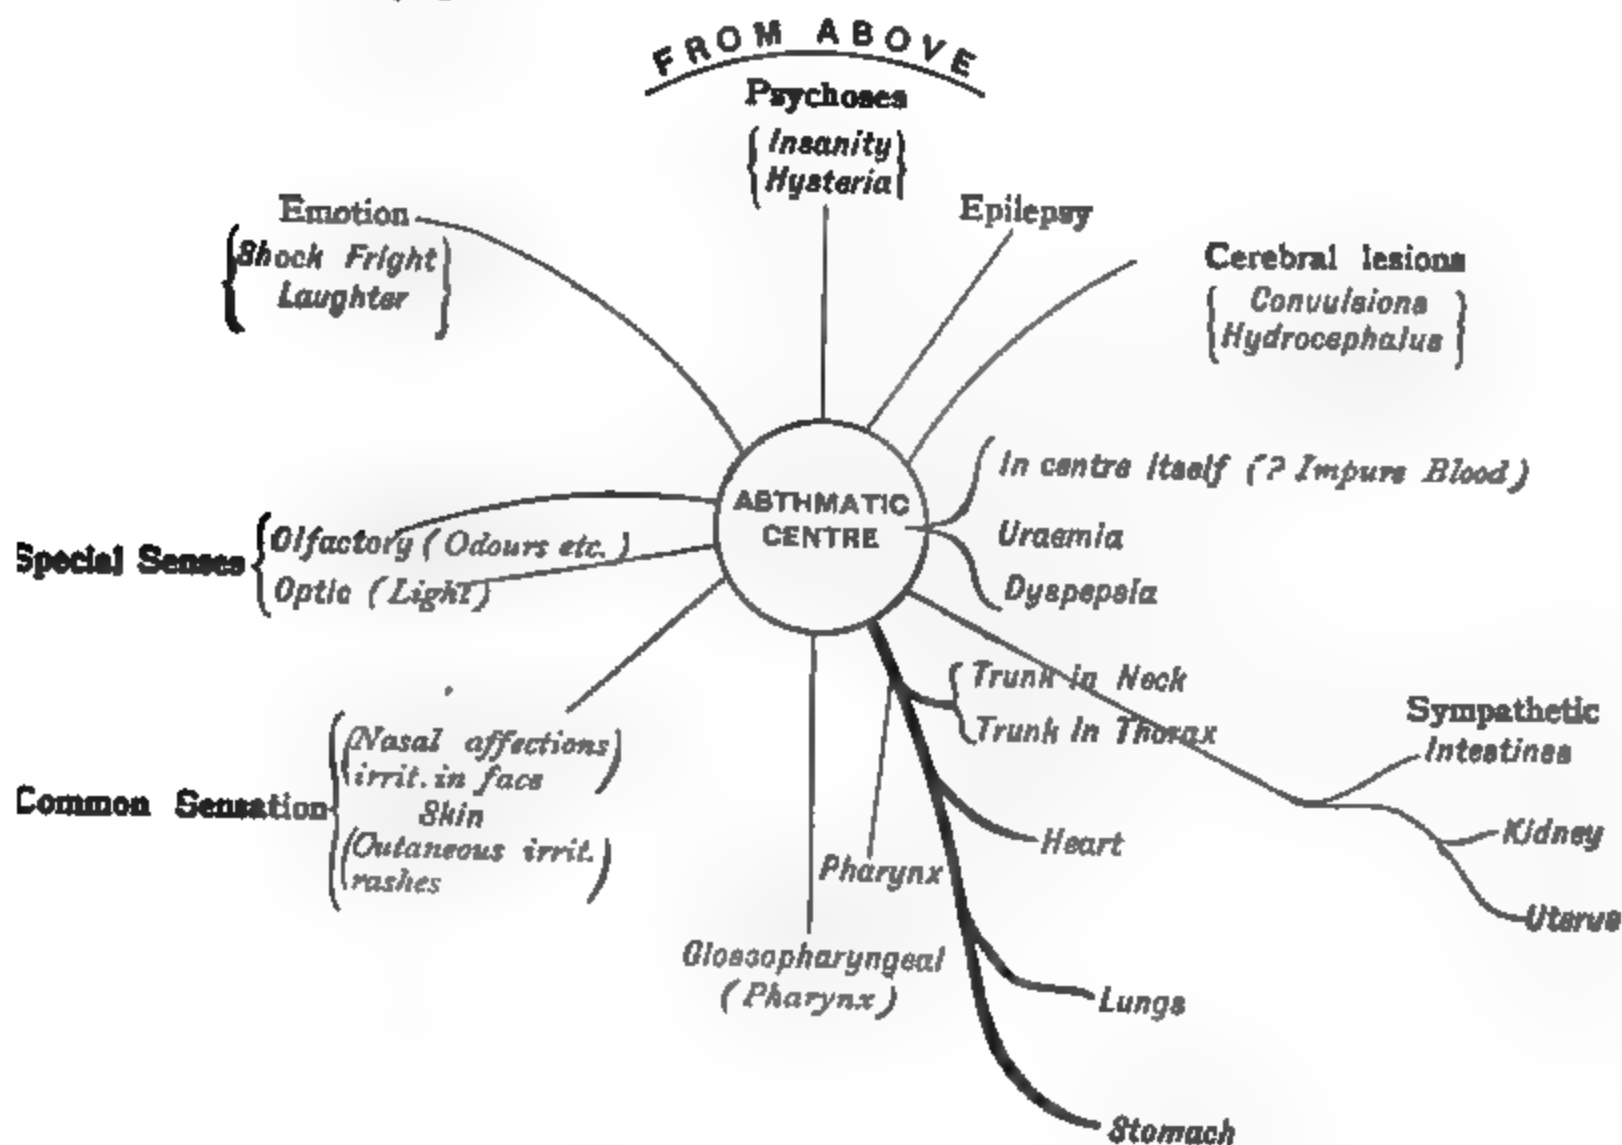 FROM ABOVE
Psychoses
Insanity
Hysteria
Emotion
Shock Fright
Laughter
Epilepsy
Cerebral lesions
Convulsions
Hydrocephalus
ASTHMATIC
CENTRE
In centre itself (? Impure Blood)
Uraemia
Dyspepsia
Special Senses
Olfactory (Odours etc.)
Optic (Light)
Common Sensation
(Nasal affections)
irrit. in face
Skin
(Cutaneous irrit.
rashes)
Trunk in Neck
Trunk in Thorax
Sympathetic
Intestines
Kidney
Uterus
Heart
Pharynx
Glossopharyngeal
(Pharynx)
Lungs
Stomach